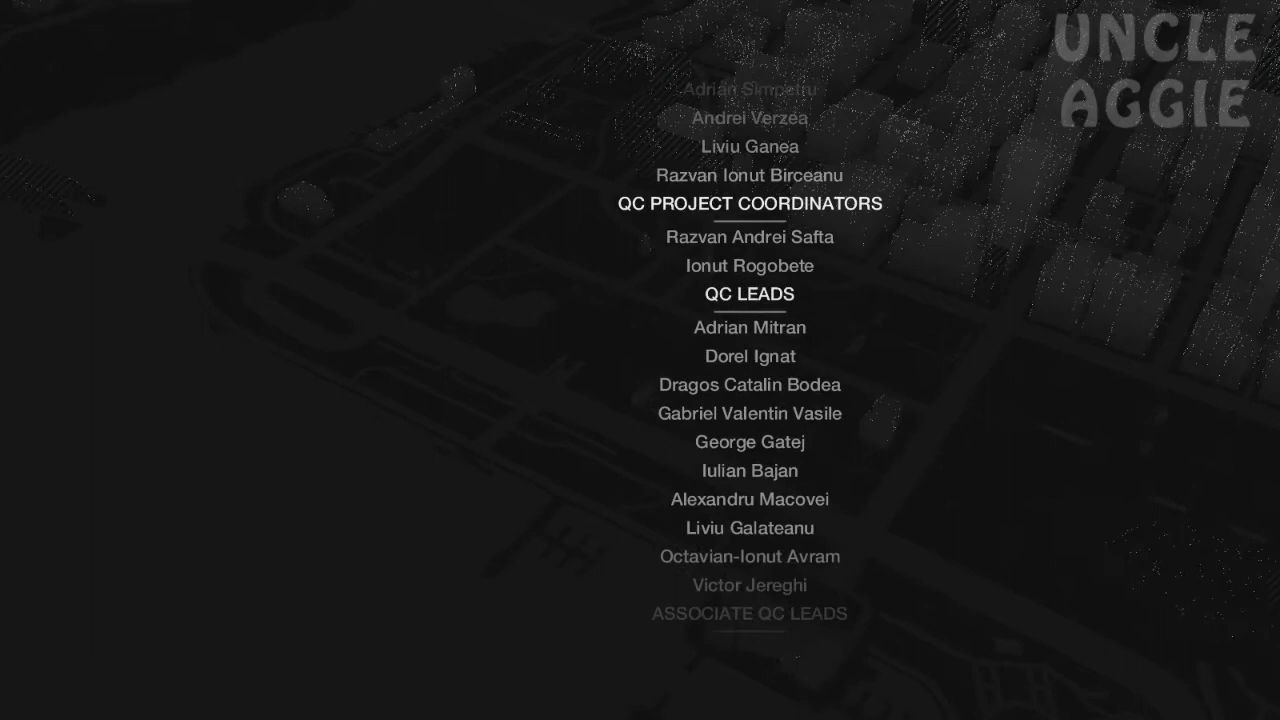 UNCLE
AGGIE
Adrian Simpetru
Andrei Verzea
Liviu Ganea
Razvan Ionut Birceanu
QC PROJECT COORDINATORS
Razvan Andrei Safta
Ionut Rogobete
QC LEADS
Adrian Mitran
Dorel Ignat
Dragos Catalin Bodea
Gabriel Valentin Vasile
George Gatej
Iulian Bajan
Alexandru Macovei
Liviu Galateanu
Octavian-Ionut Avram
Victor Jereghi
ASSOCIATE QC LEADS